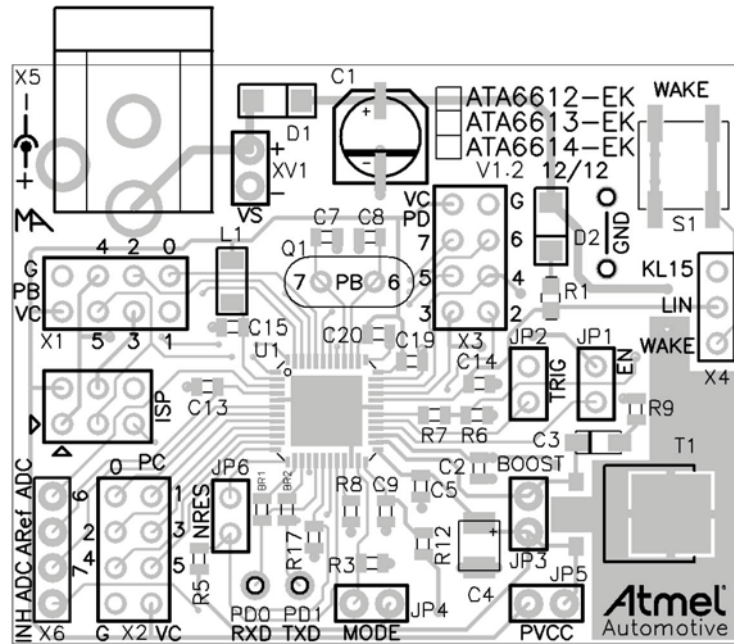 X5
C1
D1
+
XV1
-
VS
ATA6612-EK
ATA6613-EK
ATA6614-EK
V1.2 12/12
WAKE
S1
- +
MA
L1
C7 C8
Q1
7 PB 6
VC G
PD
7 6
5 4
3 2
X3
D2
GND
R1
KL15
LIN
WAKE
X4
4 2 0
G
PB
VC
X1 5 3 1
C15
U1
C20
C19
C14
JP2
TRIG
JP1
EN
R9
ISP
C13
R7 R6
C3
T1
0 PC
1
2 3
4 5
G X2 VC
INH ADC ARef ADC
6
7
X6
JP6
NRES
R5
BR1 BR2
R17
R8
C9
C2
C5
R12
R3
BOOST
JP3
C4
JP5
PVCC
PD0 PD1
RXD TXD
MODE
JP4
Atmel
Automotive